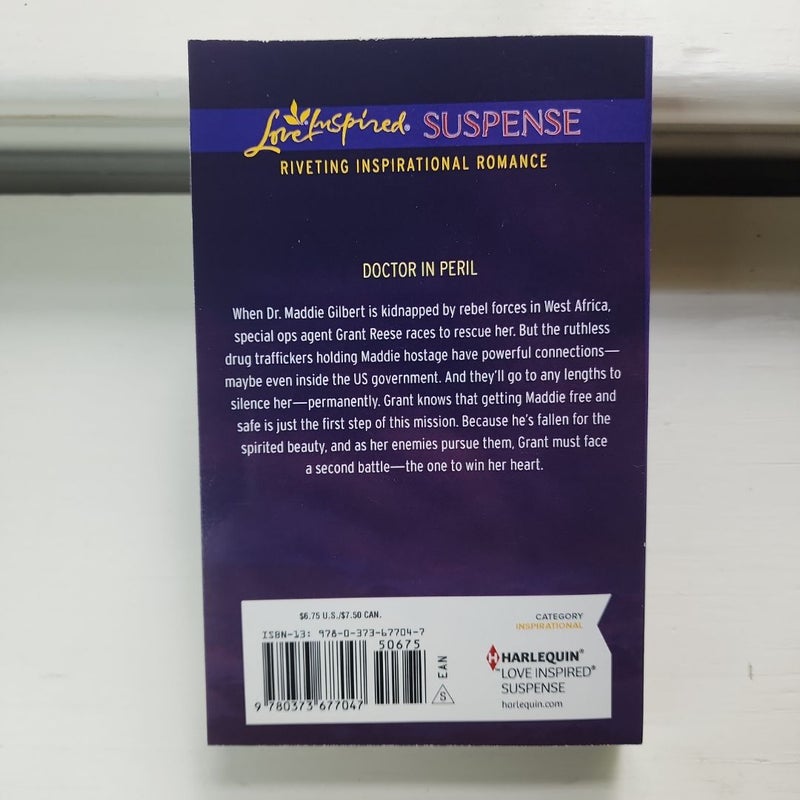 Love Inspired® SUSPENSE
RIVETING INSPIRATIONAL ROMANCE
DOCTOR IN PERIL
When Dr. Maddie Gilbert is kidnapped by rebel forces in West Africa,
special ops agent Grant Reese races to rescue her. But the ruthless
drug traffickers holding Maddie hostage have powerful connections—
maybe even inside the US government. And they'll go to any lengths to
silence her—permanently. Grant knows that getting Maddie free and
safe is just the first step of this mission. Because he's fallen for the
spirited beauty, and as her enemies pursue them, Grant must face
a second battle—the one to win her heart.
$6.75 U.S./$7.50 CAN.
ISBN-13: 978-0-373-67704-7
50675
9 780373 677047
EAN
S
CATEGORY
INSPIRATIONAL
HARLEQUIN®
LOVE INSPIRED®
SUSPENSE
harlequin.com